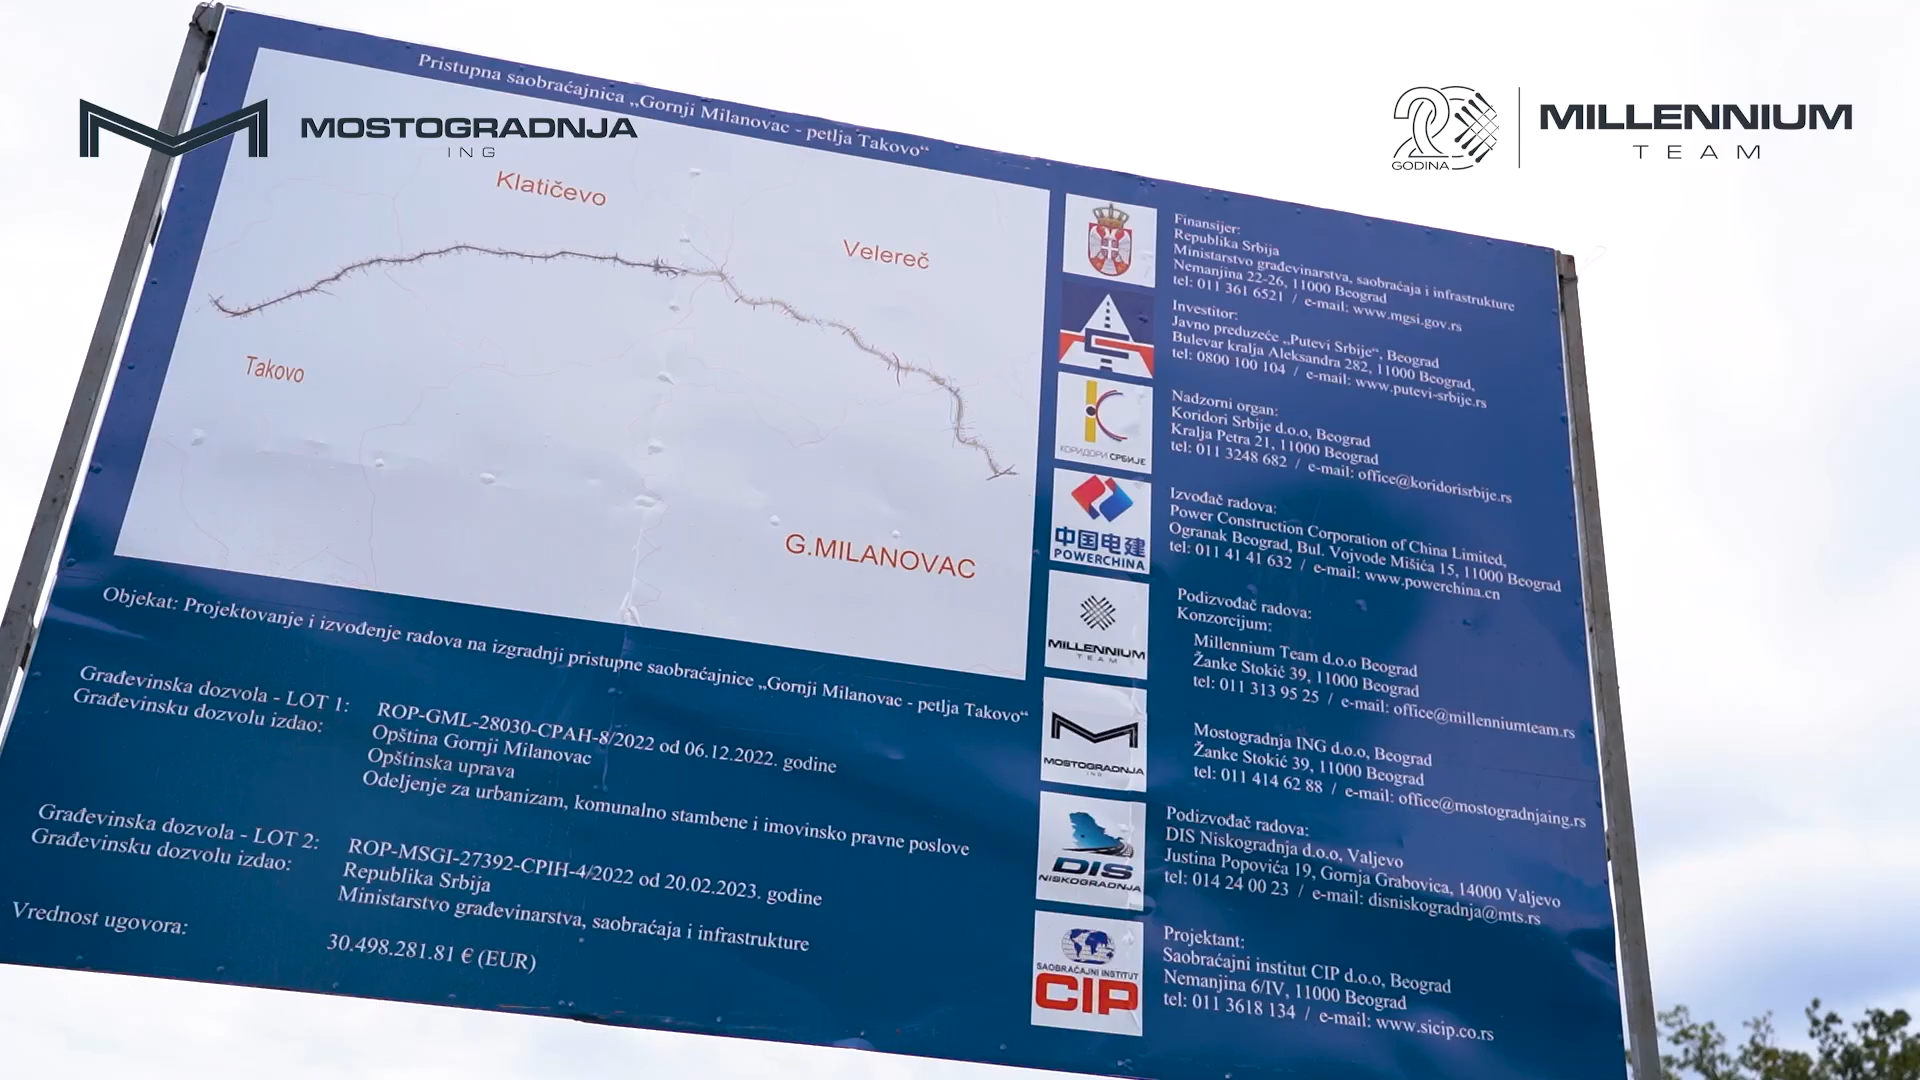 MOSTOGRADNJA
ING
20
GODINA
MILLENNIUM
TEAM
Pristupna saobraćajnica „Gornji Milanovac - petlja Takovo“
Klatičevo
Velereč
Takovo
G.MILANOVAC
Objekat: Projektovanje i izvođenje radova na izgradnji pristupne saobraćajnice „Gornji Milanovac - petlja Takovo“
Građevinska dozvola - LOT 1: ROP-GML-28030-CPAH-8/2022 od 06.12.2022. godine
Građevinsku dozvolu izdao: Opština Gornji Milanovac
Opštinska uprava
Odeljenje za urbanizam, komunalno stambene i imovinsko pravne poslove
Građevinska dozvola - LOT 2: ROP-MSGI-27392-CPIH-4/2022 od 20.02.2023. godine
Građevinsku dozvolu izdao: Republika Srbija
Ministarstvo građevinarstva, saobraćaja i infrastrukture
Vrednost ugovora: 30.498.281.81 € (EUR)
Finansijer:
Republika Srbija
Ministarstvo građevinarstva, saobraćaja i infrastrukture
Nemanjina 22-26, 11000 Beograd
tel: 011 361 6521 / e-mail: www.mgsi.gov.rs
Investitor:
Javno preduzeće „Putevi Srbije“, Beograd
Bulevar kralja Aleksandra 282, 11000 Beograd,
tel: 0800 100 104 / e-mail: www.putevi-srbije.rs
КОРИДОРИ СРБИЈЕ
Nadzorni organ:
Koridori Srbije d.o.o, Beograd
Kralja Petra 21, 11000 Beograd
tel: 011 3248 682 / e-mail: office@koridorisrbije.rs
中国电建
POWERCHINA
Izvođač radova:
Power Construction Corporation of China Limited,
Ogranak Beograd, Bul. Vojvode Mišića 15, 11000 Beograd
tel: 011 41 41 632 / e-mail: www.powerchina.cn
MILLENNIUM
TEAM
Podizvođač radova:
Konzorcijum:
Millennium Team d.o.o Beograd
Žanke Stokić 39, 11000 Beograd
tel: 011 313 95 25 / e-mail: office@millenniumteam.rs
MOSTOGRADNJA
ING
Mostogradnja ING d.o.o, Beograd
Žanke Stokić 39, 11000 Beograd
tel: 011 414 62 88 / e-mail: office@mostogradnjaing.rs
DIS
NISKOGRADNJA
Podizvođač radova:
DIS Niskogradnja d.o.o, Valjevo
Justina Popovića 19, Gornja Grabovica, 14000 Valjevo
tel: 014 24 00 23 / e-mail: disniskogradnja@mts.rs
SAOBRAĆAJNI INSTITUT
CIP
Projektant:
Saobraćajni institut CIP d.o.o, Beograd
Nemanjina 6/IV, 11000 Beograd
tel: 011 3618 134 / e-mail: www.sicip.co.rs